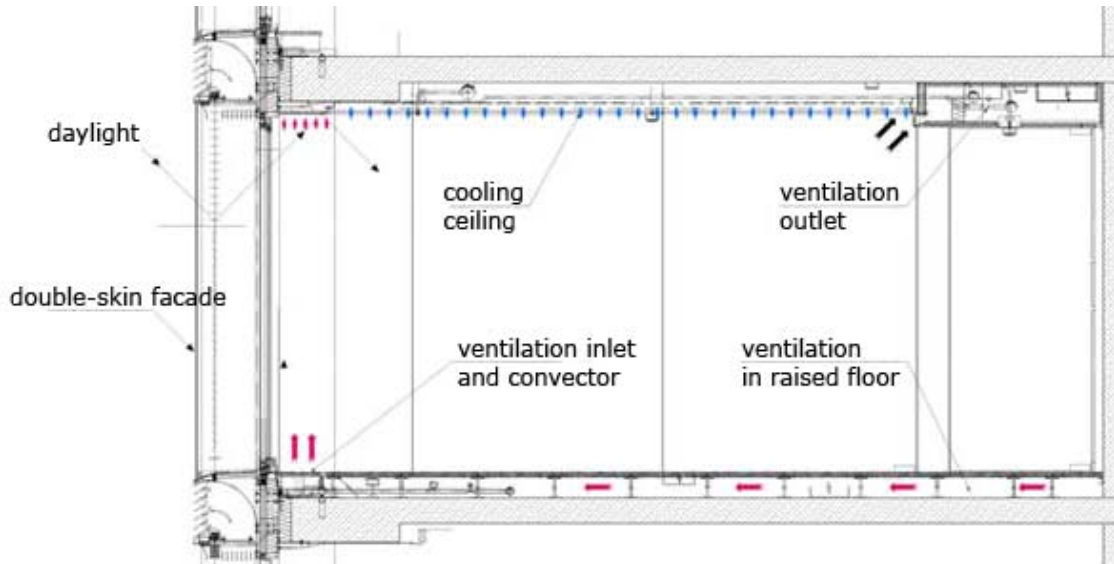 daylight
cooling
ceiling
ventilation
outlet
double-skin facade
ventilation inlet
and convector
ventilation
in raised floor